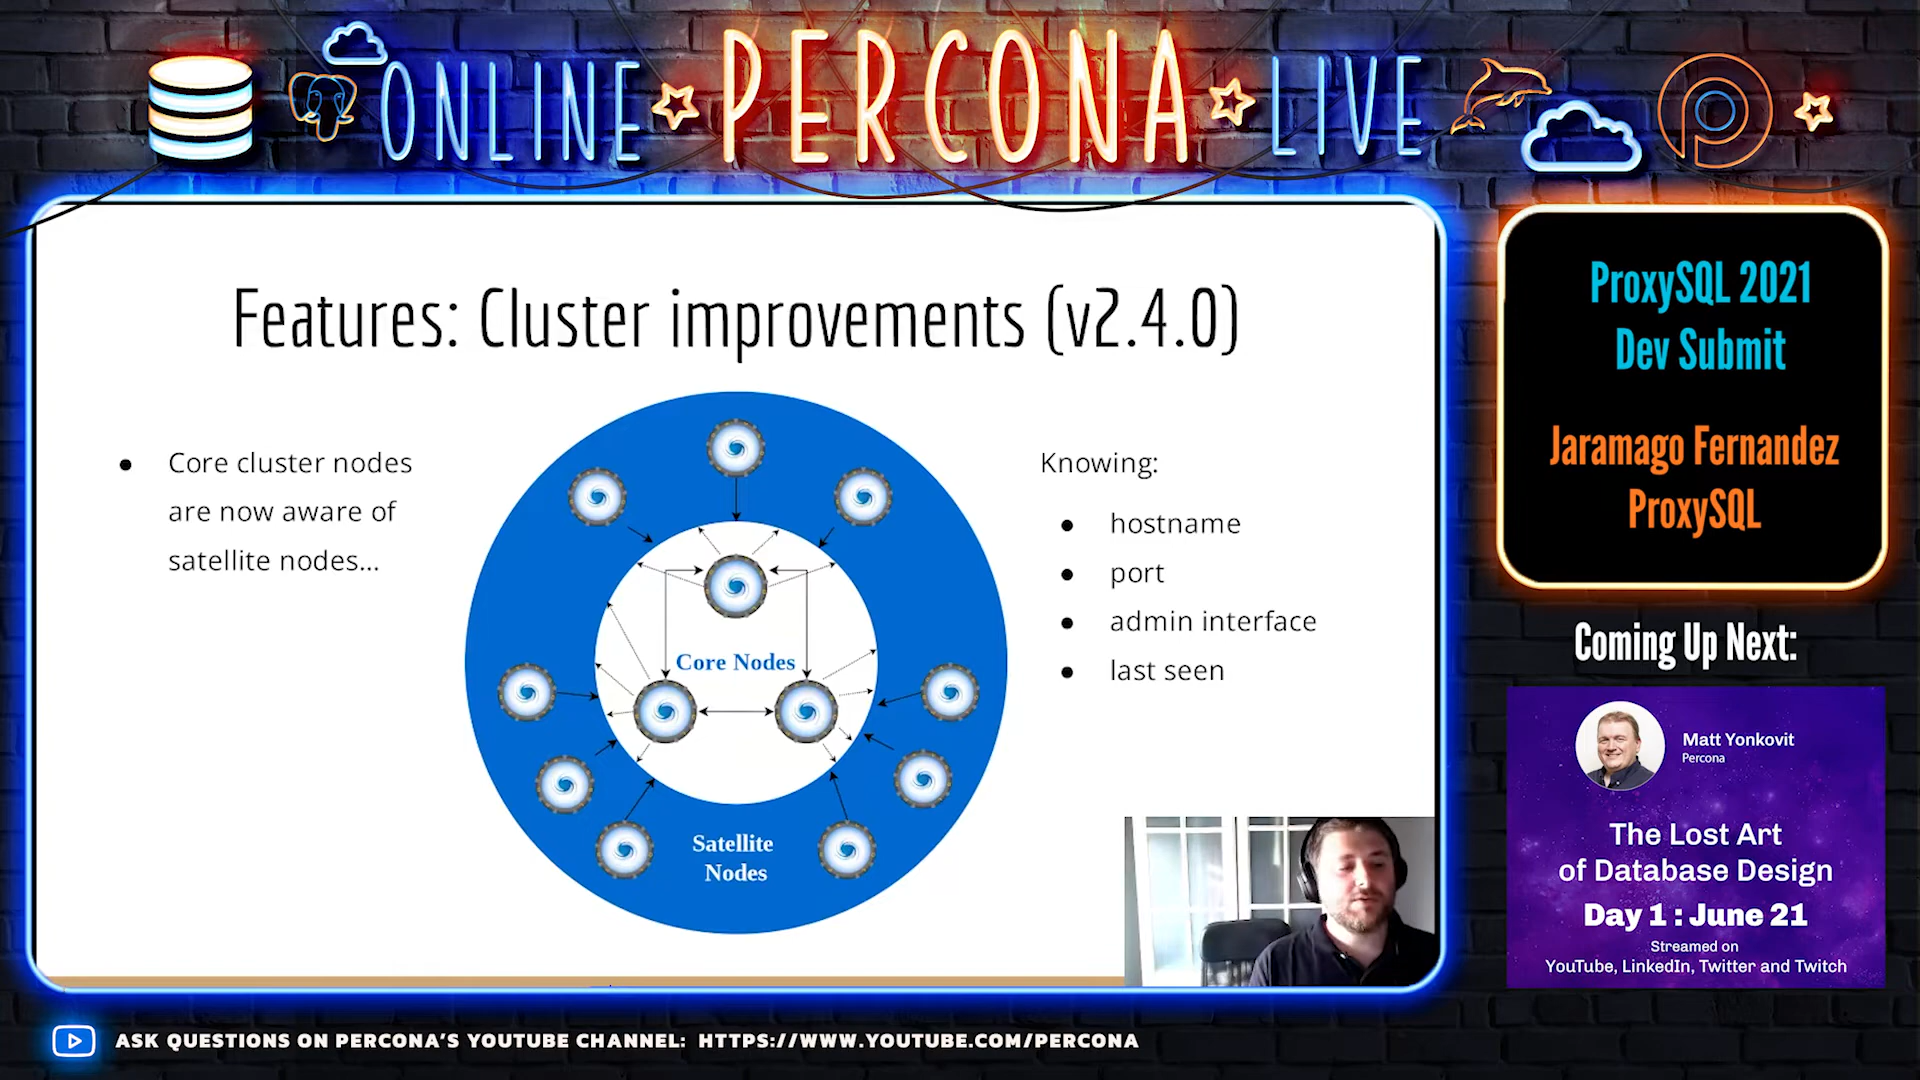 ONLINE PERCONA LIVE
Features: Cluster improvements (v2.4.0)
● Core cluster nodes
are now aware of
satellite nodes...
Core Nodes
Satellite
Nodes
Knowing:
● hostname
● port
● admin interface
● last seen
ProxySQL 2021
Dev Submit
Jaramago Fernandez
ProxySQL
Coming Up Next:
Matt Yonkovit
Percona
The Lost Art
of Database Design
Day 1 : June 21
Streamed on
YouTube, LinkedIn, Twitter and Twitch
ASK QUESTIONS ON PERCONA'S YOUTUBE CHANNEL: HTTPS://WWW.YOUTUBE.COM/PERCONA